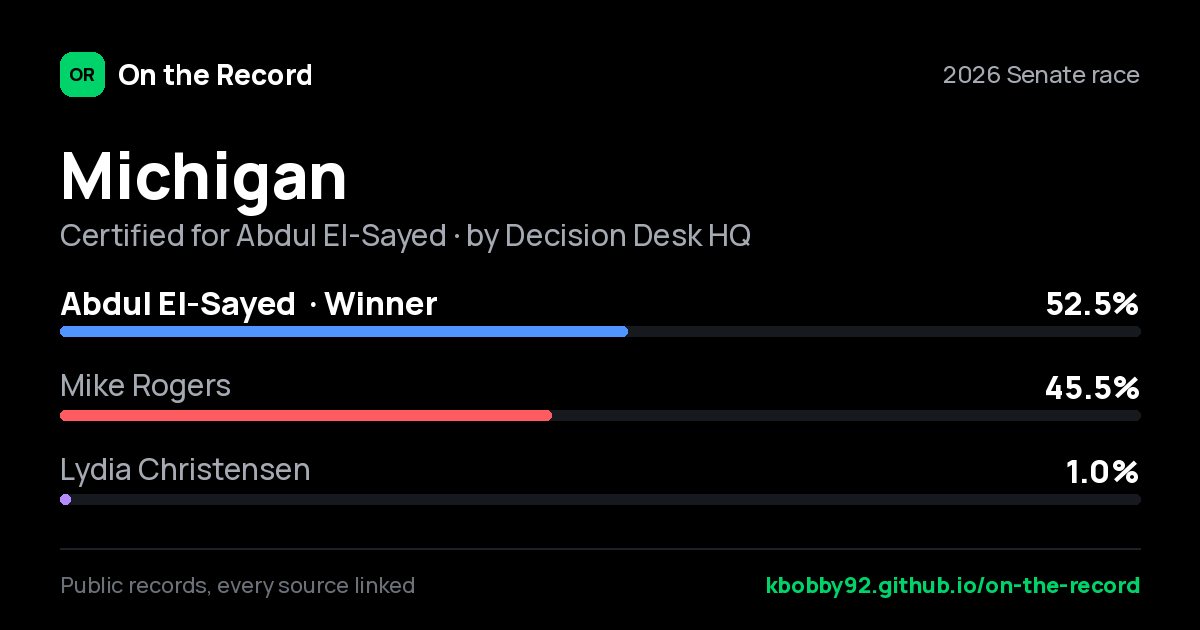 OR On the Record
2026 Senate race
Michigan
Certified for Abdul El-Sayed · by Decision Desk HQ
Abdul El-Sayed · Winner
52.5%
Mike Rogers
45.5%
Lydia Christensen
1.0%
Public records, every source linked
kbobby92.github.io/on-the-record